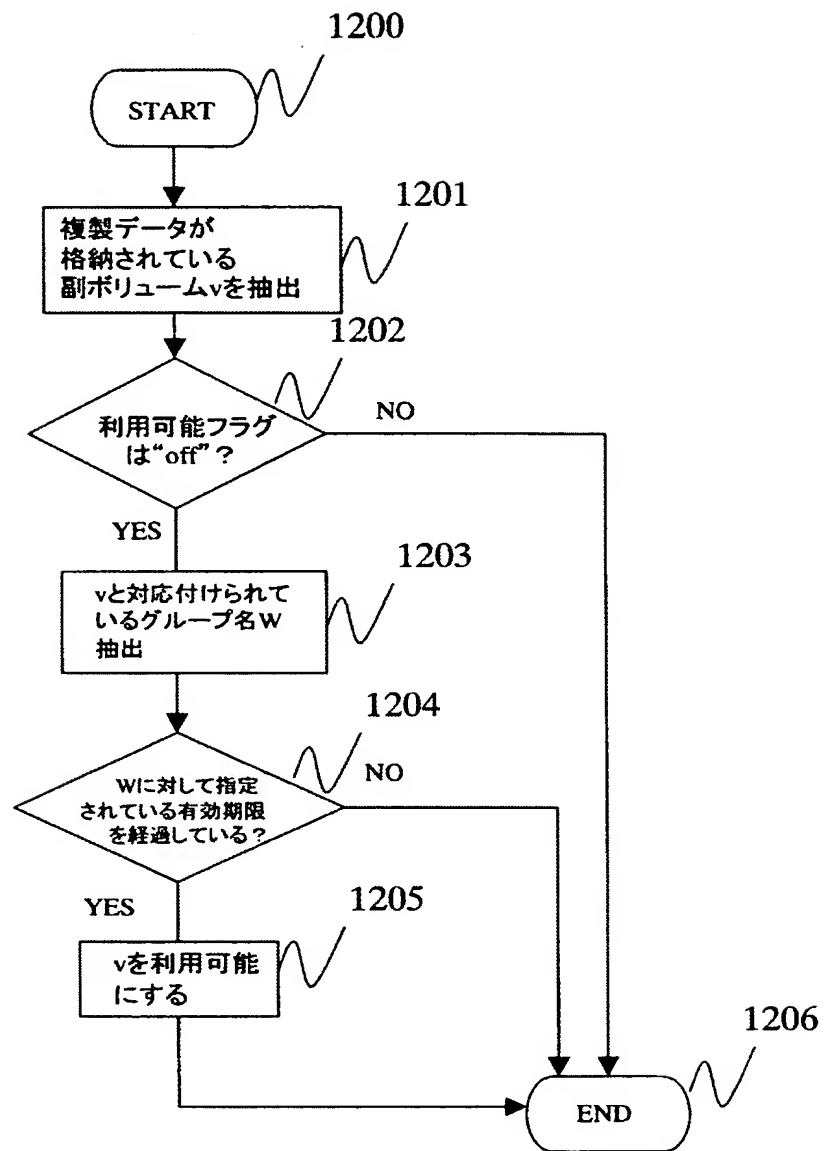 1200
START
1201
複製データが
格納されている
副ボリュームvを抽出
1202
利用可能フラグ
は“off”？
NO
YES
1203
vと対応付けられて
いるグループ名W
抽出
1204
Wに対して指定
されている有効期限
を経過している？
NO
YES
1205
vを利用可能
にする
1206
END